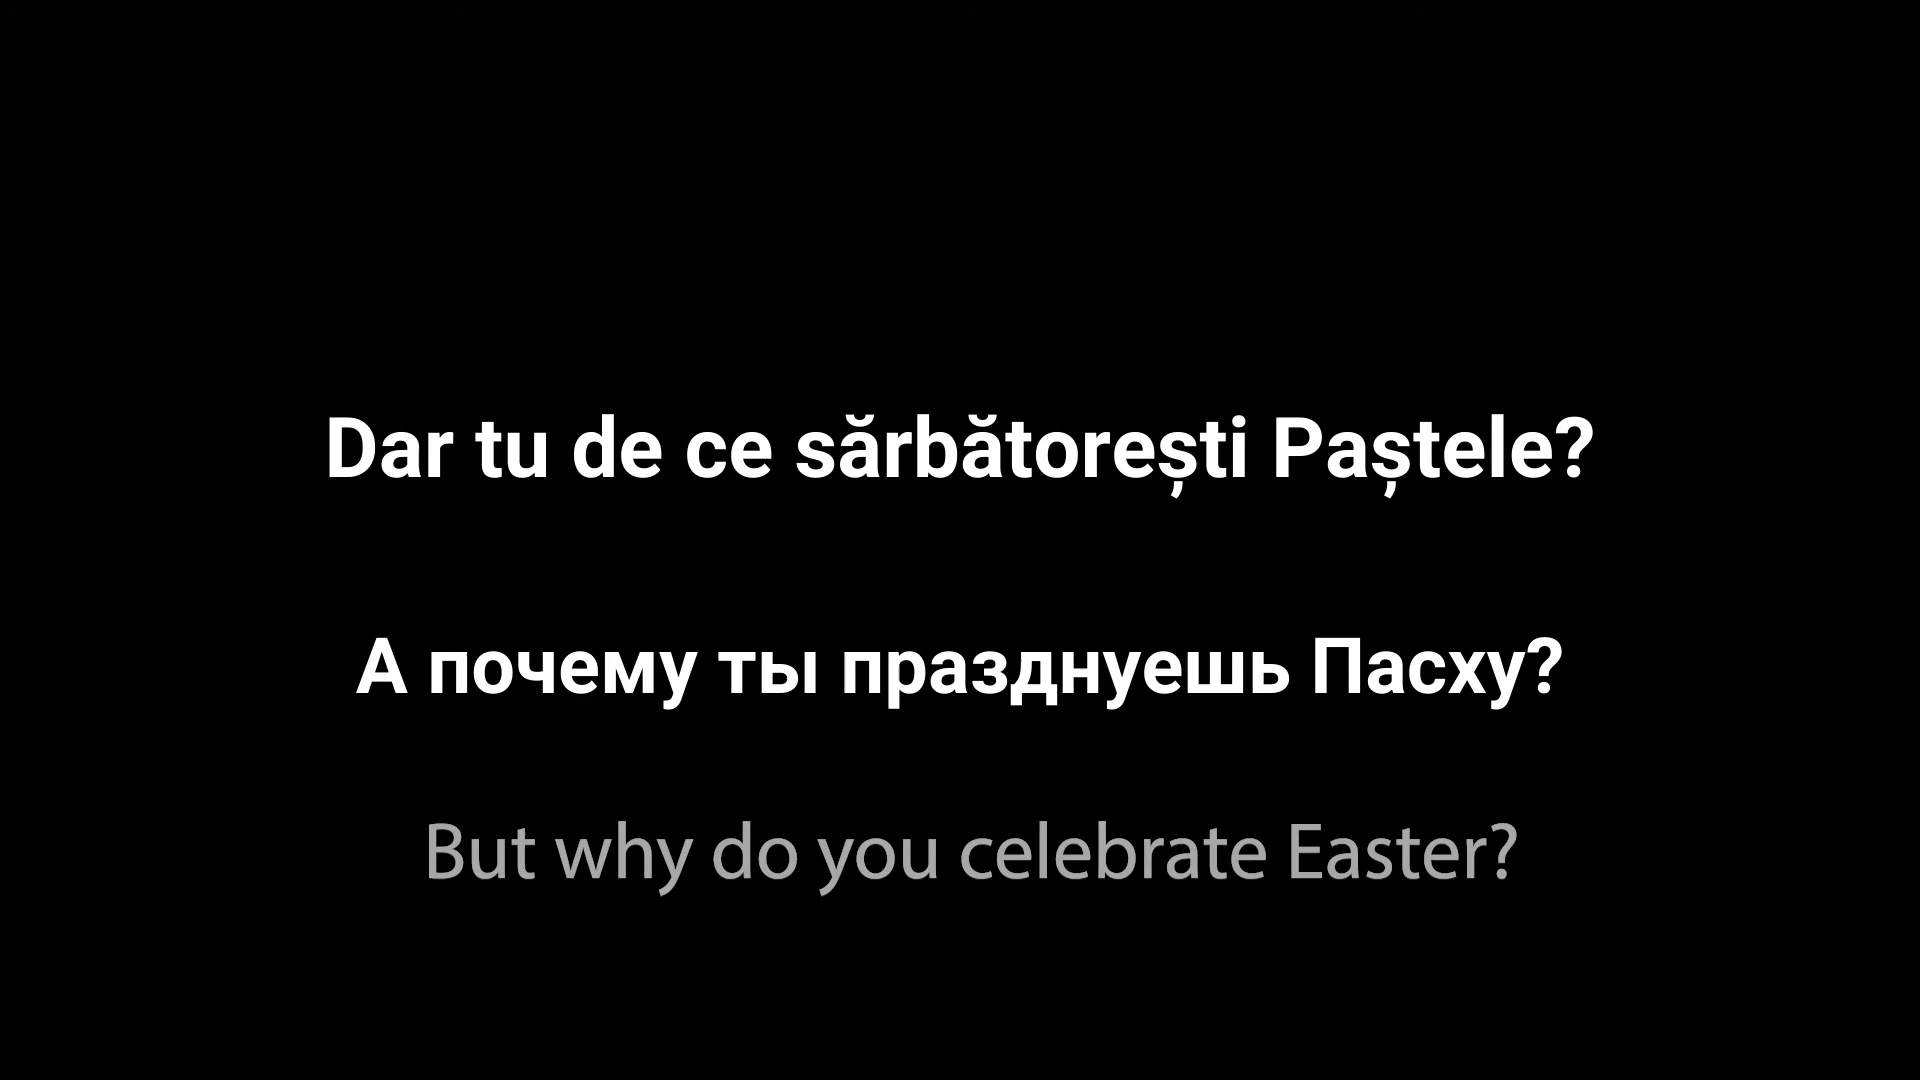 Dar tu de ce sărbătorești Paștele?
А почему ты празднуешь Пасху?
But why do you celebrate Easter?